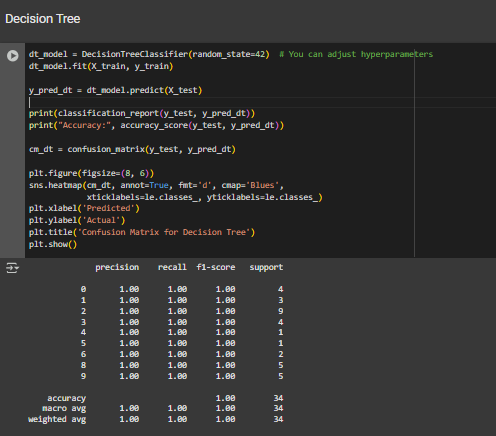 Decision Tree
dt_model = DecisionTreeClassifier(random_state=42)  # You can adjust hyperparameters
dt_model.fit(X_train, y_train)
y_pred_dt = dt_model.predict(X_test)
print(classification_report(y_test, y_pred_dt))
print("Accuracy:", accuracy_score(y_test, y_pred_dt))
cm_dt = confusion_matrix(y_test, y_pred_dt)
plt.figure(figsize=(8, 6))
sns.heatmap(cm_dt, annot=True, fmt='d', cmap='Blues',
xticklabels=le.classes_, yticklabels=le.classes_)
plt.xlabel('Predicted')
plt.ylabel('Actual')
plt.title('Confusion Matrix for Decision Tree')
plt.show()
precision recall f1-score support
0 1.00 1.00 1.00 4
1 1.00 1.00 1.00 3
2 1.00 1.00 1.00 9
3 1.00 1.00 1.00 4
4 1.00 1.00 1.00 1
5 1.00 1.00 1.00 1
6 1.00 1.00 1.00 2
8 1.00 1.00 1.00 5
9 1.00 1.00 1.00 5
accuracy 1.00 34
macro avg 1.00 1.00 1.00 34
weighted avg 1.00 1.00 1.00 34